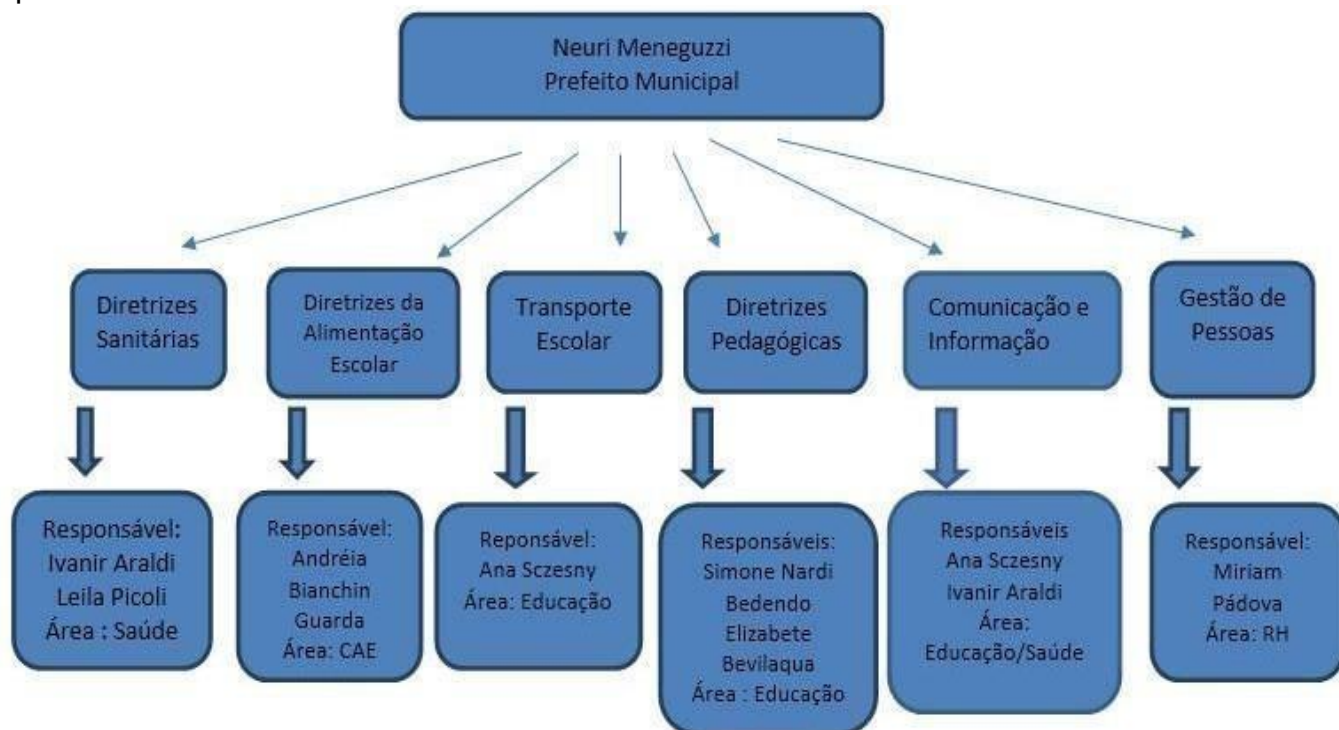 Neuri Meneguzzi
Prefeito Municipal
Diretrizes
Sanitárias
Diretrizes da
Alimentação
Escolar
Transporte
Escolar
Diretrizes
Pedagógicas
Comunicação e
Informação
Gestão de
Pessoas
Responsável:
Ivanir Araldi
Leila Picoli
Área : Saúde
Responsável:
Andréia
Bianchin
Guarda
Área: CAE
Reponsável:
Ana Sczesny
Área: Educação
Responsáveis:
Simone Nardi
Bedendo
Elizabete
Bevilaqua
Área : Educação
Responsáveis
Ana Sczesny
Ivanir Araldi
Área:
Educação/Saúde
Responsável:
Miriam
Pádova
Área: RH